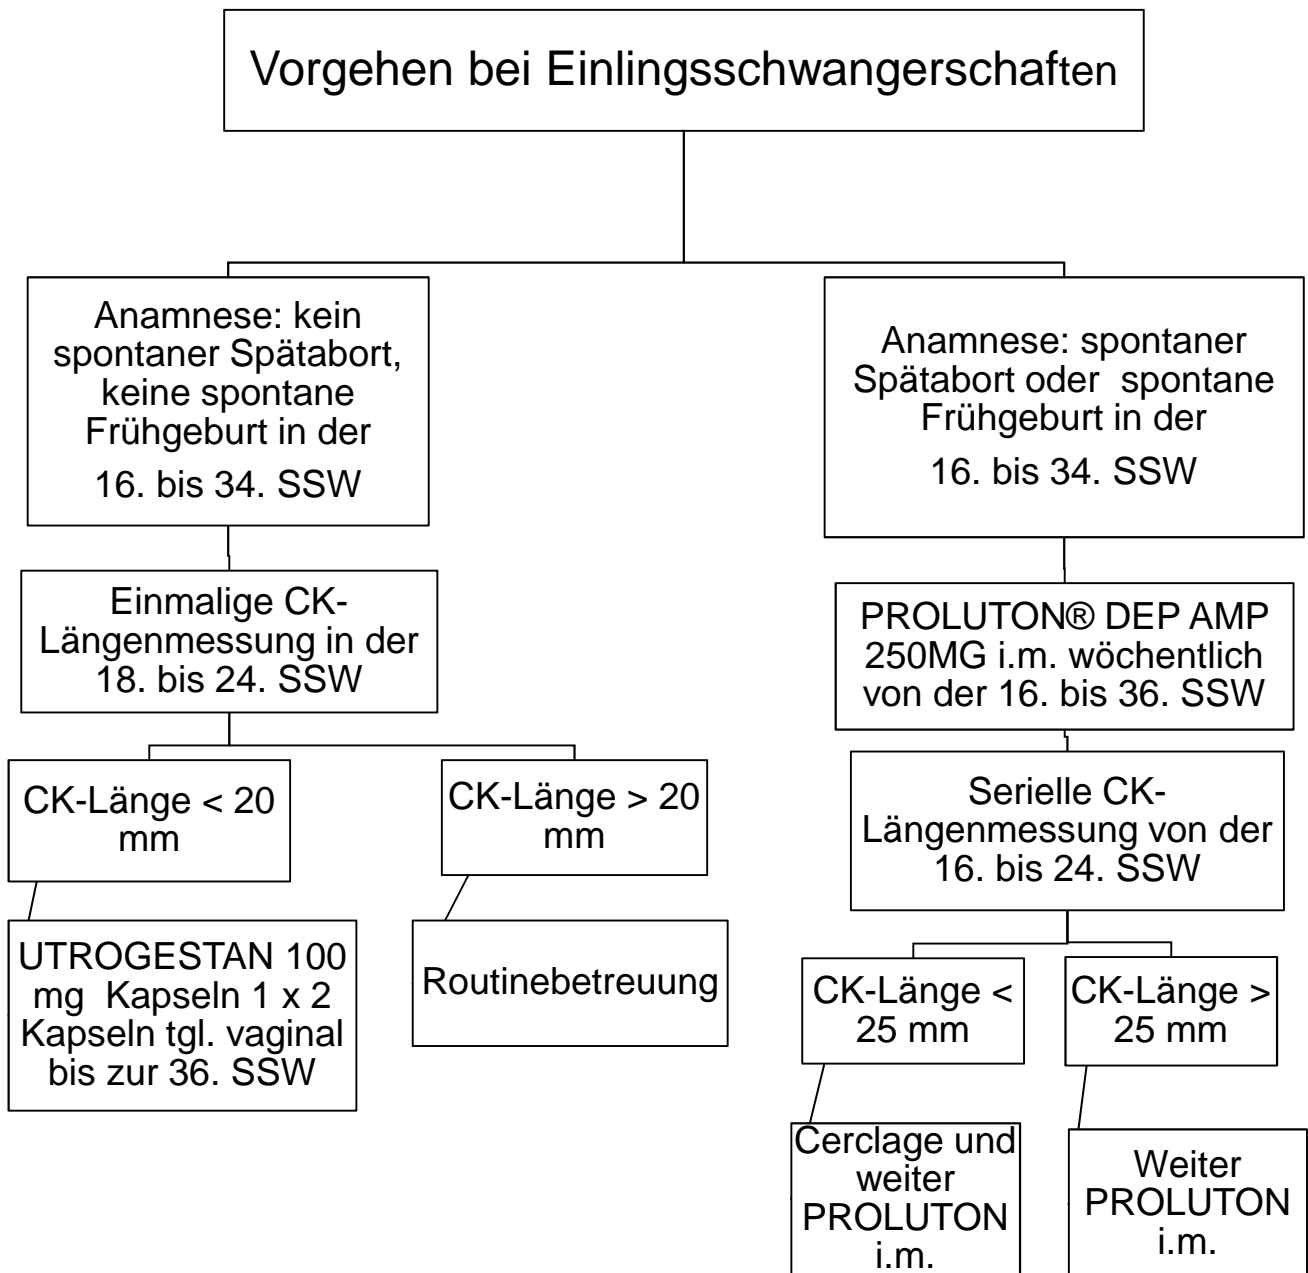 Vorgehen bei Einlingsschwangerschaften
Anamnese: kein
spontaner Spätabort,
keine spontane
Frühgeburt in der
16. bis 34. SSW
Anamnese: spontaner
Spätabort oder spontane
Frühgeburt in der
16. bis 34. SSW
Einmalige CK-
Längenmessung in der
18. bis 24. SSW
PROLUTON® DEP AMP
250MG i.m. wöchentlich
von der 16. bis 36. SSW
CK-Länge < 20
mm
CK-Länge > 20
mm
Serielle CK-
Längenmessung von der
16. bis 24. SSW
UTROGESTAN 100
mg Kapseln 1 x 2
Kapseln tgl. vaginal
bis zur 36. SSW
Routinebetreuung
CK-Länge <
25 mm
CK-Länge >
25 mm
Cerclage und
weiter
PROLUTON
i.m.
Weiter
PROLUTON
i.m.